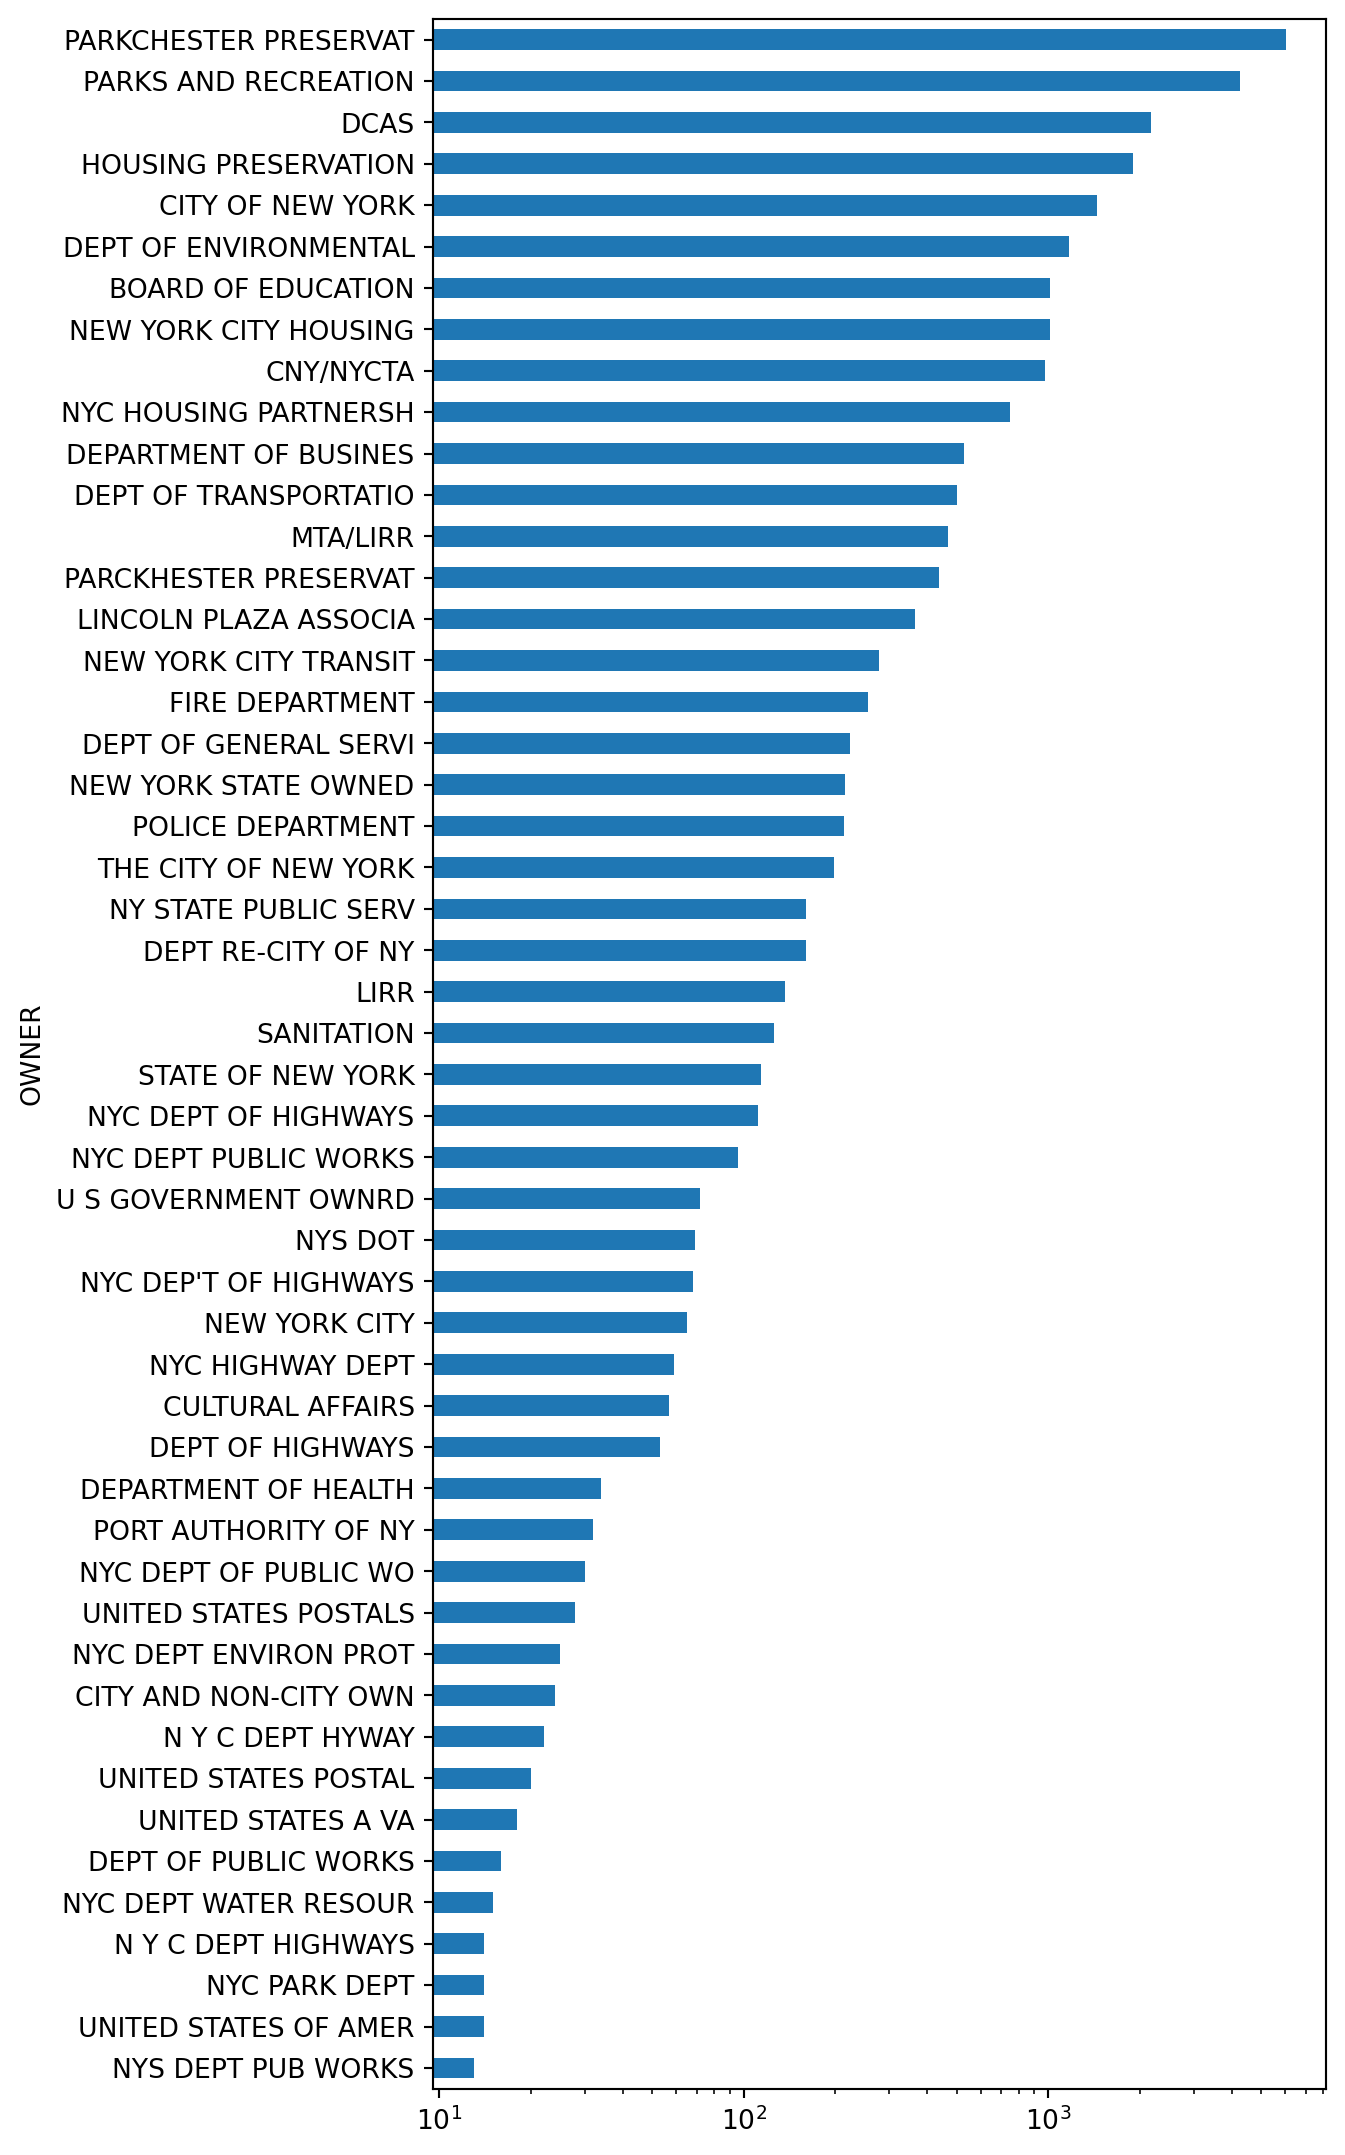 PARKCHESTER PRESERVAT
PARKS AND RECREATION
DCAS
HOUSING PRESERVATION
CITY OF NEW YORK
DEPT OF ENVIRONMENTAL
BOARD OF EDUCATION
NEW YORK CITY HOUSING
CNY/NYCTA
NYC HOUSING PARTNERSH
DEPARTMENT OF BUSINES
DEPT OF TRANSPORTATIO
MTA/LIRR
PARCKHESTER PRESERVAT
LINCOLN PLAZA ASSOCIA
NEW YORK CITY TRANSIT
FIRE DEPARTMENT
DEPT OF GENERAL SERVI
NEW YORK STATE OWNED
POLICE DEPARTMENT
THE CITY OF NEW YORK
NY STATE PUBLIC SERV
DEPT RE-CITY OF NY
LIRR
SANITATION
STATE OF NEW YORK
NYC DEPT OF HIGHWAYS
NYC DEPT PUBLIC WORKS
U S GOVERNMENT OWNRD
NYS DOT
NYC DEP'T OF HIGHWAYS
NEW YORK CITY
NYC HIGHWAY DEPT
CULTURAL AFFAIRS
DEPT OF HIGHWAYS
DEPARTMENT OF HEALTH
PORT AUTHORITY OF NY
NYC DEPT OF PUBLIC WO
UNITED STATES POSTALS
NYC DEPT ENVIRON PROT
CITY AND NON-CITY OWN
N Y C DEPT HYWAY
UNITED STATES POSTAL
UNITED STATES A VA
DEPT OF PUBLIC WORKS
NYC DEPT WATER RESOUR
N Y C DEPT HIGHWAYS
NYC PARK DEPT
UNITED STATES OF AMER
NYS DEPT PUB WORKS
OWNER
10¹ 10² 10³